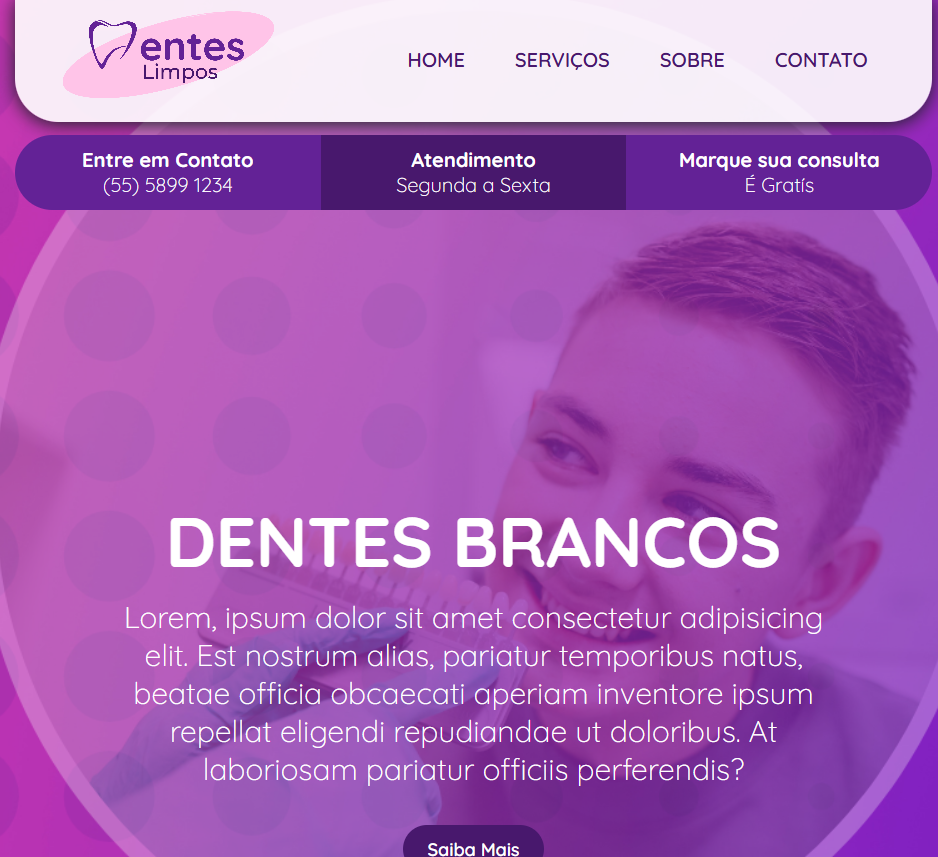 Dentes
Limpos
HOME SERVIÇOS SOBRE CONTATO
Entre em Contato
(55) 5899 1234
Atendimento
Segunda a Sexta
Marque sua consulta
É Gratís
DENTES BRANCOS
Lorem, ipsum dolor sit amet consectetur adipisicing
elit. Est nostrum alias, pariatur temporibus natus,
beatae officia obcaecati aperiam inventore ipsum
repellat eligendi repudiandae ut doloribus. At
laboriosam pariatur officiis perferendis?
Saiba Mais